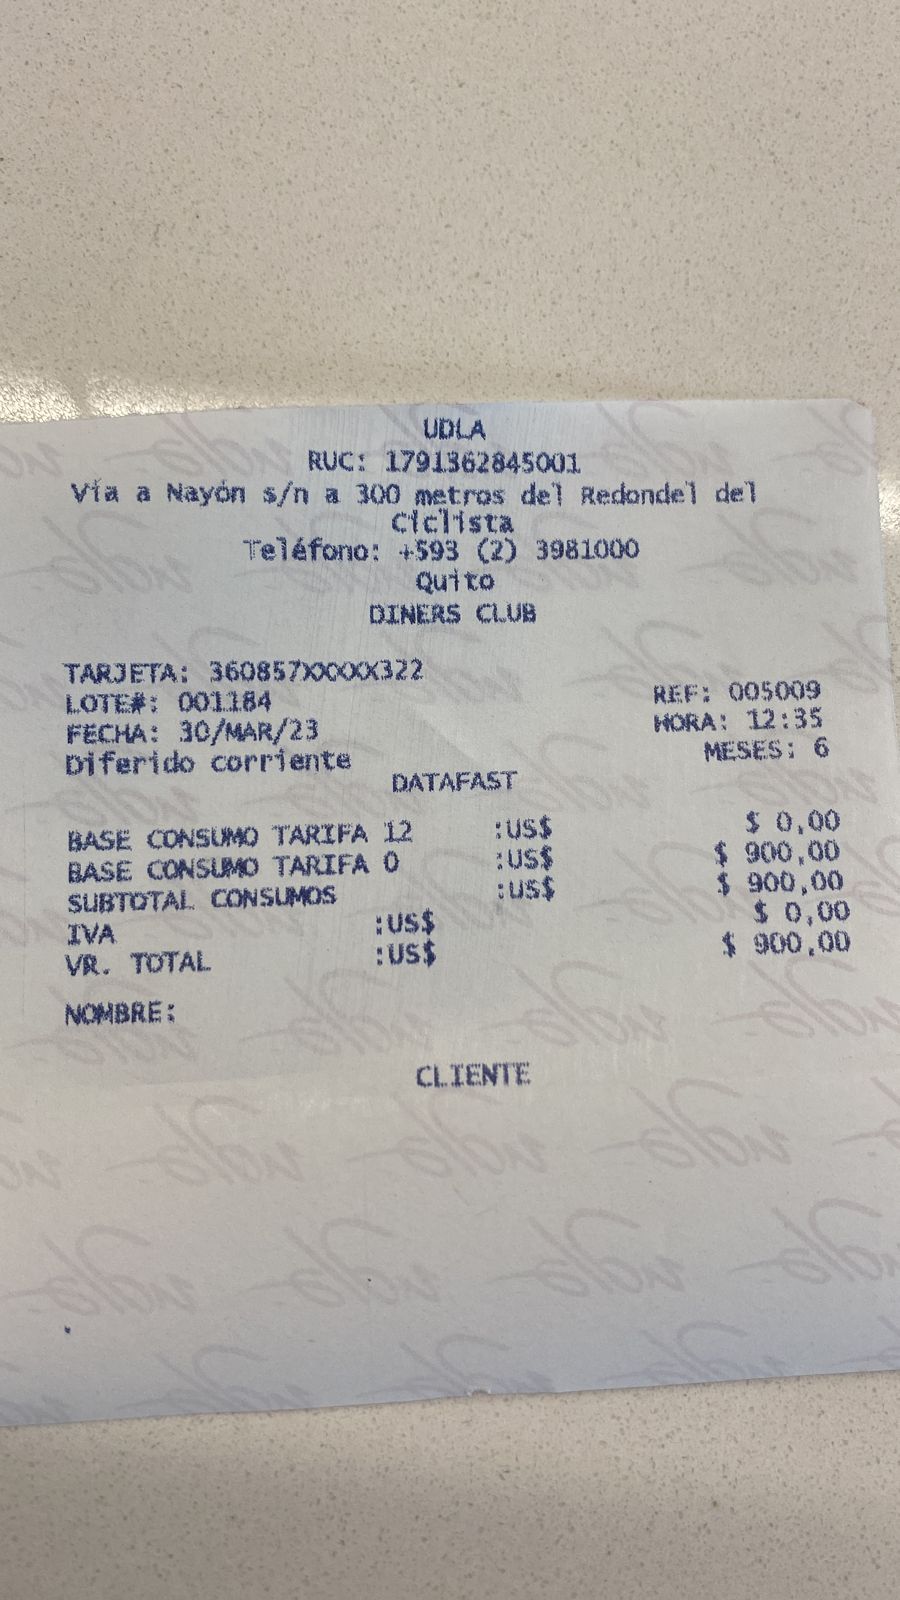 UDLA
RUC: 1791362845001
Vía a Nayón s/n a 300 metros del Redondel del
Ciclista
Teléfono: +593 (2) 3981000
Quito
DINERS CLUB
TARJETA: 360857XXXXXX322
LOTE#: 001184 REF: 005009
FECHA: 30/MAR/23 HORA: 12:35
Diferido corriente MESES: 6
DATAFAST
BASE CONSUMO TARIFA 12 :US$ $ 0,00
BASE CONSUMO TARIFA 0 :US$ $ 900,00
SUBTOTAL CONSUMOS :US$ $ 900,00
IVA :US$ $ 0,00
VR. TOTAL :US$ $ 900,00
NOMBRE:
CLIENTE